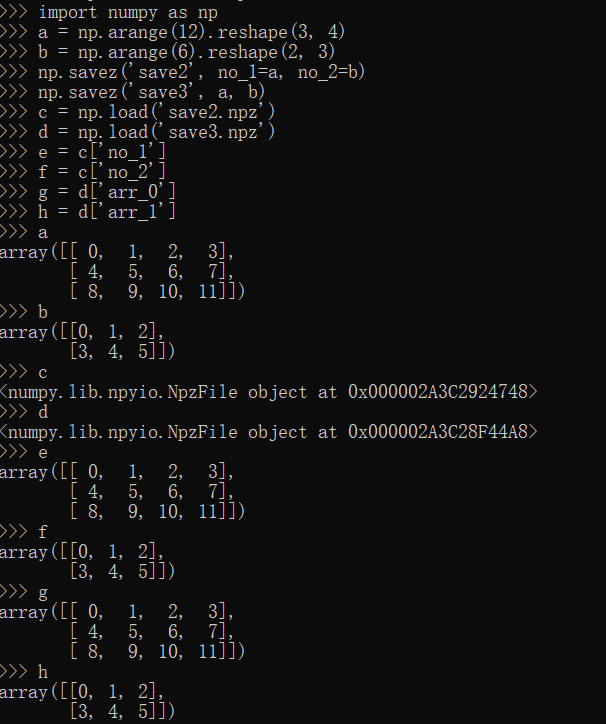 >>> import numpy as np
>>> a = np.arange(12).reshape(3, 4)
>>> b = np.arange(6).reshape(2, 3)
>>> np.savez('save2', no_1=a, no_2=b)
>>> np.savez('save3', a, b)
>>> c = np.load('save2.npz')
>>> d = np.load('save3.npz')
>>> e = c['no_1']
>>> f = c['no_2']
>>> g = d['arr_0']
>>> h = d['arr_1']
>>> a
array([[ 0,  1,  2,  3],
       [ 4,  5,  6,  7],
       [ 8,  9, 10, 11]])
>>> b
array([[0, 1, 2],
       [3, 4, 5]])
>>> c
<numpy.lib.npyio.NpzFile object at 0x000002A3C2924748>
>>> d
<numpy.lib.npyio.NpzFile object at 0x000002A3C28F44A8>
>>> e
array([[ 0,  1,  2,  3],
       [ 4,  5,  6,  7],
       [ 8,  9, 10, 11]])
>>> f
array([[0, 1, 2],
       [3, 4, 5]])
>>> g
array([[ 0,  1,  2,  3],
       [ 4,  5,  6,  7],
       [ 8,  9, 10, 11]])
>>> h
array([[0, 1, 2],
       [3, 4, 5]])